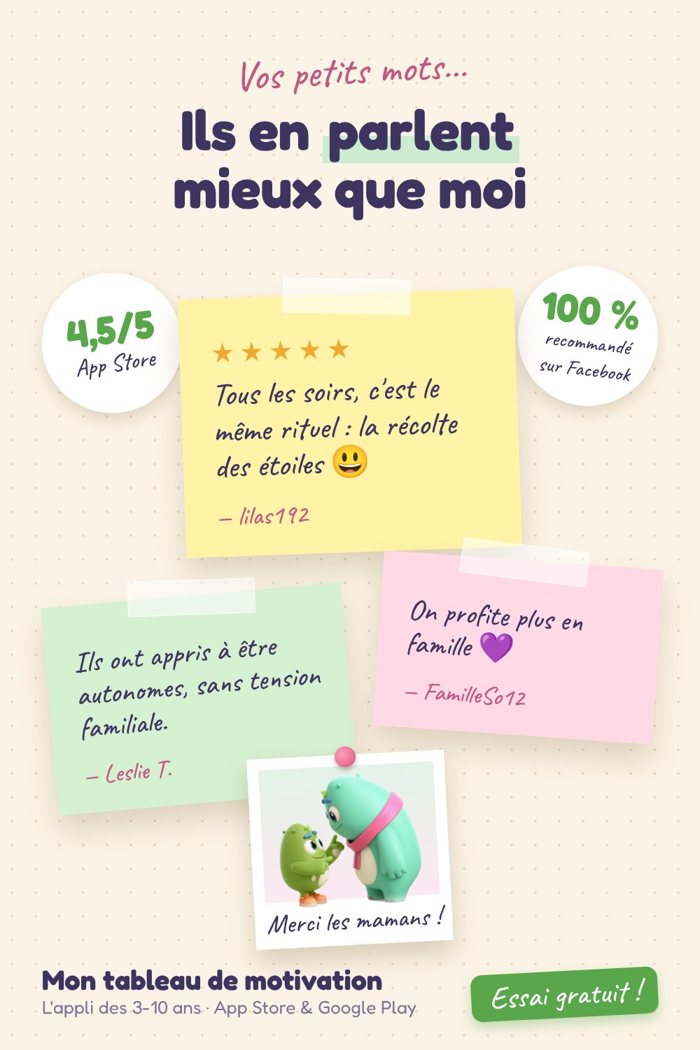 Vos petits mots...
Ils en parlent
mieux que moi
4,5/5
App Store
100 %
recommandé
sur Facebook
★★★★★
Tous les soirs, c'est le
même rituel : la récolte
des étoiles 😃
— lilas192
On profite plus en
famille 💜
— FamilleSo12
Ils ont appris à être
autonomes, sans tension
familiale.
— Leslie T.
Merci les mamans !
Mon tableau de motivation
L'appli des 3-10 ans · App Store & Google Play
Essai gratuit !